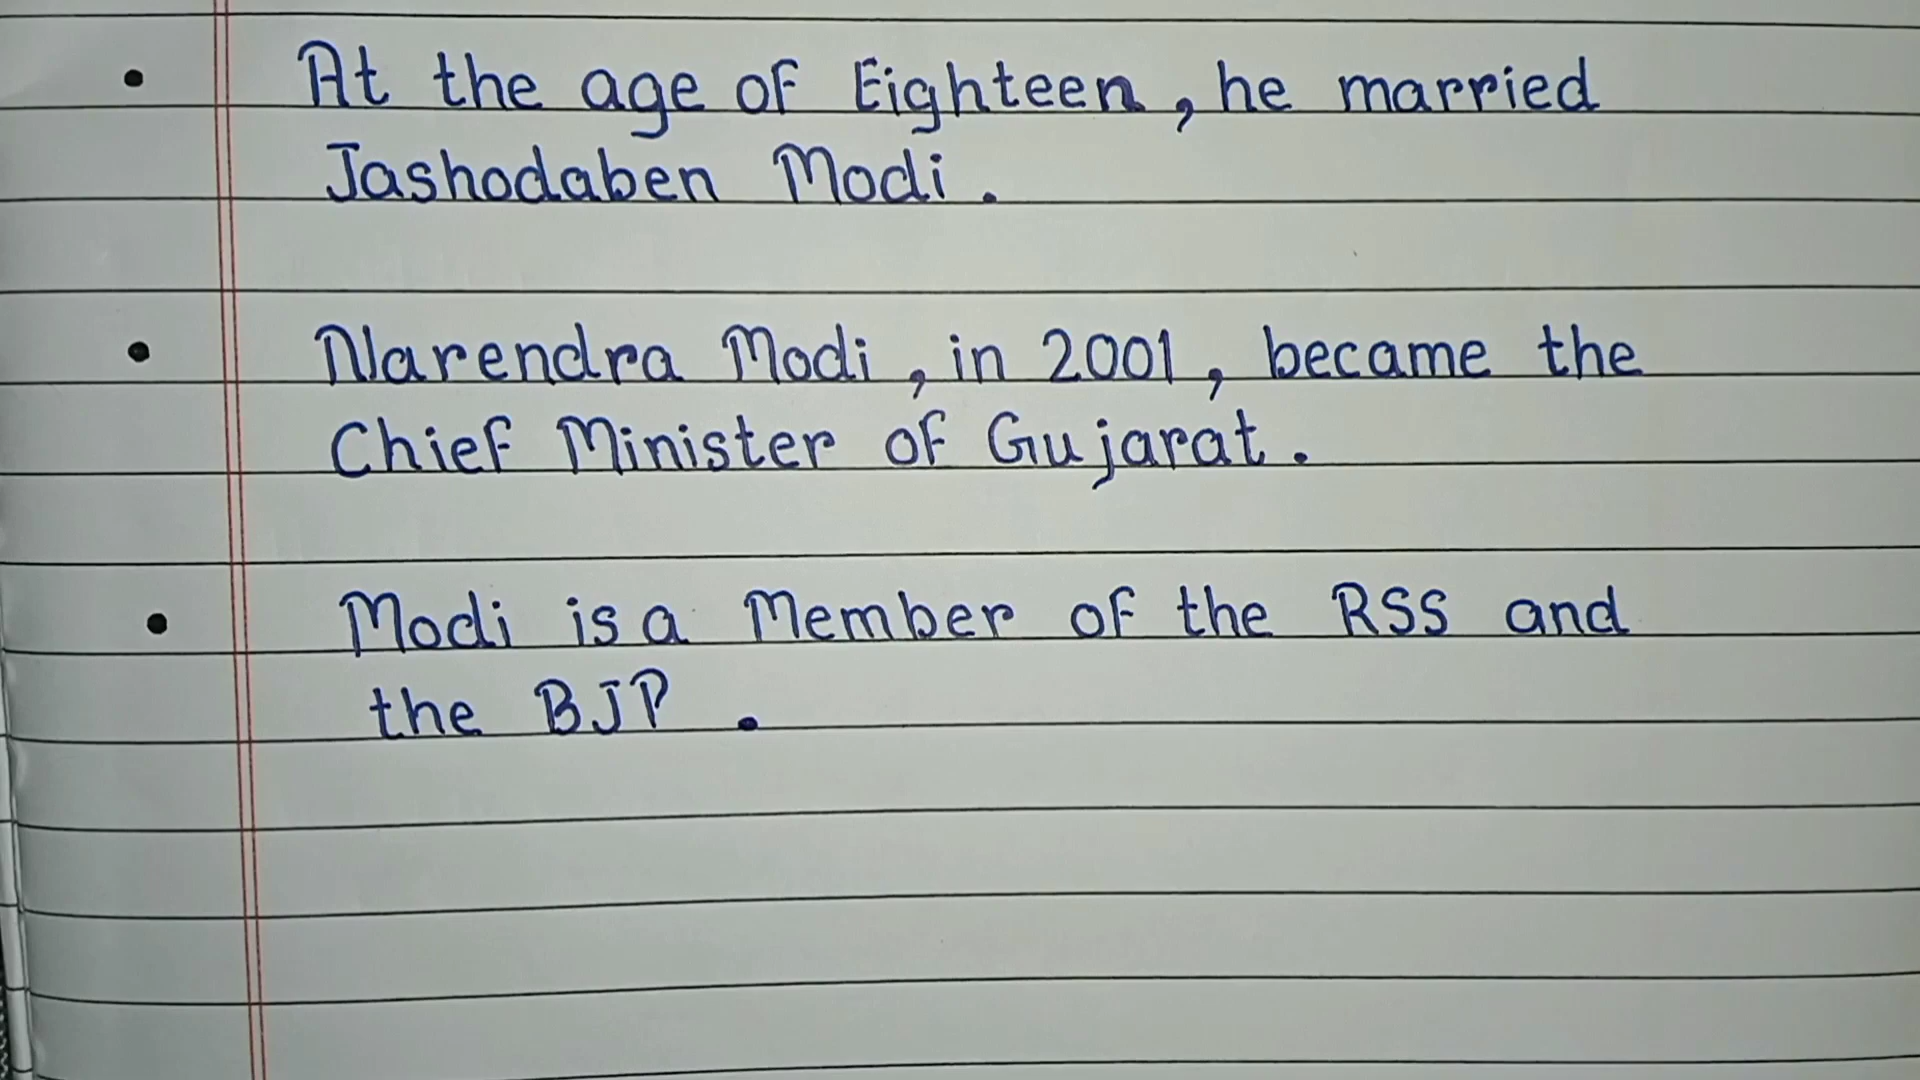 • At the age of Eighteen, he married
Jashodaben Modi.
• Narendra Modi, in 2001, became the
Chief Minister of Gujarat.
• Modi is a Member of the RSS and
the BJP.